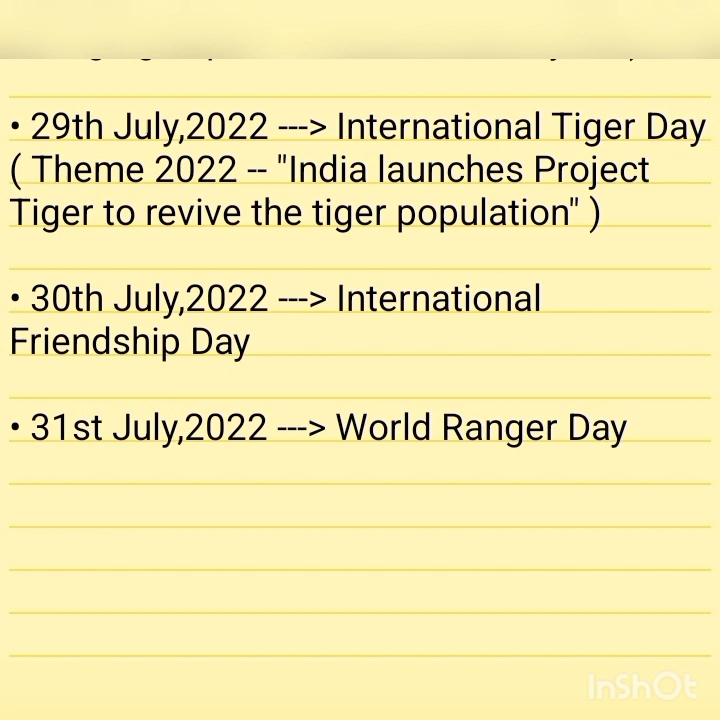 • 29th July,2022 ---> International Tiger Day
( Theme 2022 -- "India launches Project
Tiger to revive the tiger population" )
• 30th July,2022 ---> International
Friendship Day
• 31st July,2022 ---> World Ranger Day
InShOt